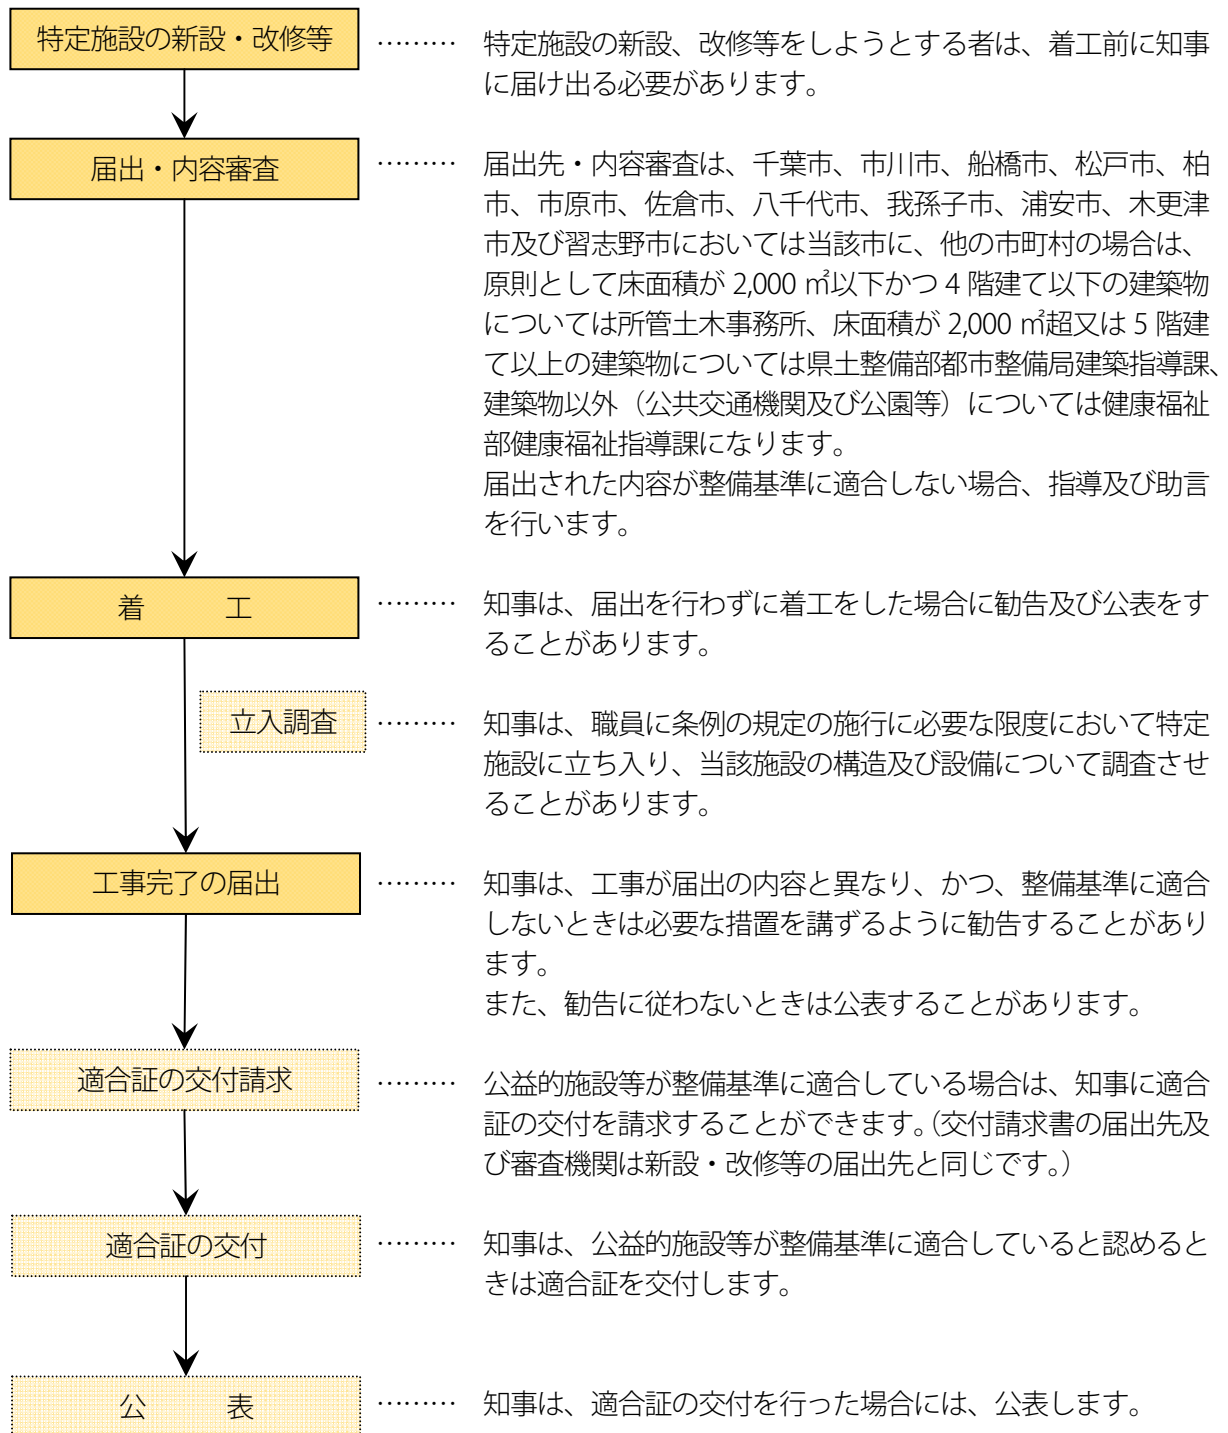 特定施設の新設・改修等 ……… 特定施設の新設、改修等をしようとする者は、着工前に知事
に届け出る必要があります。
届出・内容審査 ……… 届出先・内容審査は、千葉市、市川市、船橋市、松戸市、柏
市、市原市、佐倉市、八千代市、我孫子市、浦安市、木更津
市及び習志野市においては当該市に、他の市町村の場合は、
原則として床面積が 2,000 ㎡以下かつ 4 階建て以下の建築物
については所管土木事務所、床面積が 2,000 ㎡超又は 5 階建
て以上の建築物については県土整備部都市整備局建築指導課、
建築物以外（公共交通機関及び公園等）については健康福祉
部健康福祉指導課になります。
届出された内容が整備基準に適合しない場合、指導及び助言
を行います。
着　　工 ……… 知事は、届出を行わずに着工をした場合に勧告及び公表をす
ることがあります。
立入調査 ……… 知事は、職員に条例の規定の施行に必要な限度において特定
施設に立ち入り、当該施設の構造及び設備について調査させ
ることがあります。
工事完了の届出 ……… 知事は、工事が届出の内容と異なり、かつ、整備基準に適合
しないときは必要な措置を講ずるように勧告することがあり
ます。
また、勧告に従わないときは公表することがあります。
適合証の交付請求 ……… 公益的施設等が整備基準に適合している場合は、知事に適合
証の交付を請求することができます。（交付請求書の届出先及
び審査機関は新設・改修等の届出先と同じです。）
適合証の交付 ……… 知事は、公益的施設等が整備基準に適合していると認めると
きは適合証を交付します。
公　　表 ……… 知事は、適合証の交付を行った場合には、公表します。